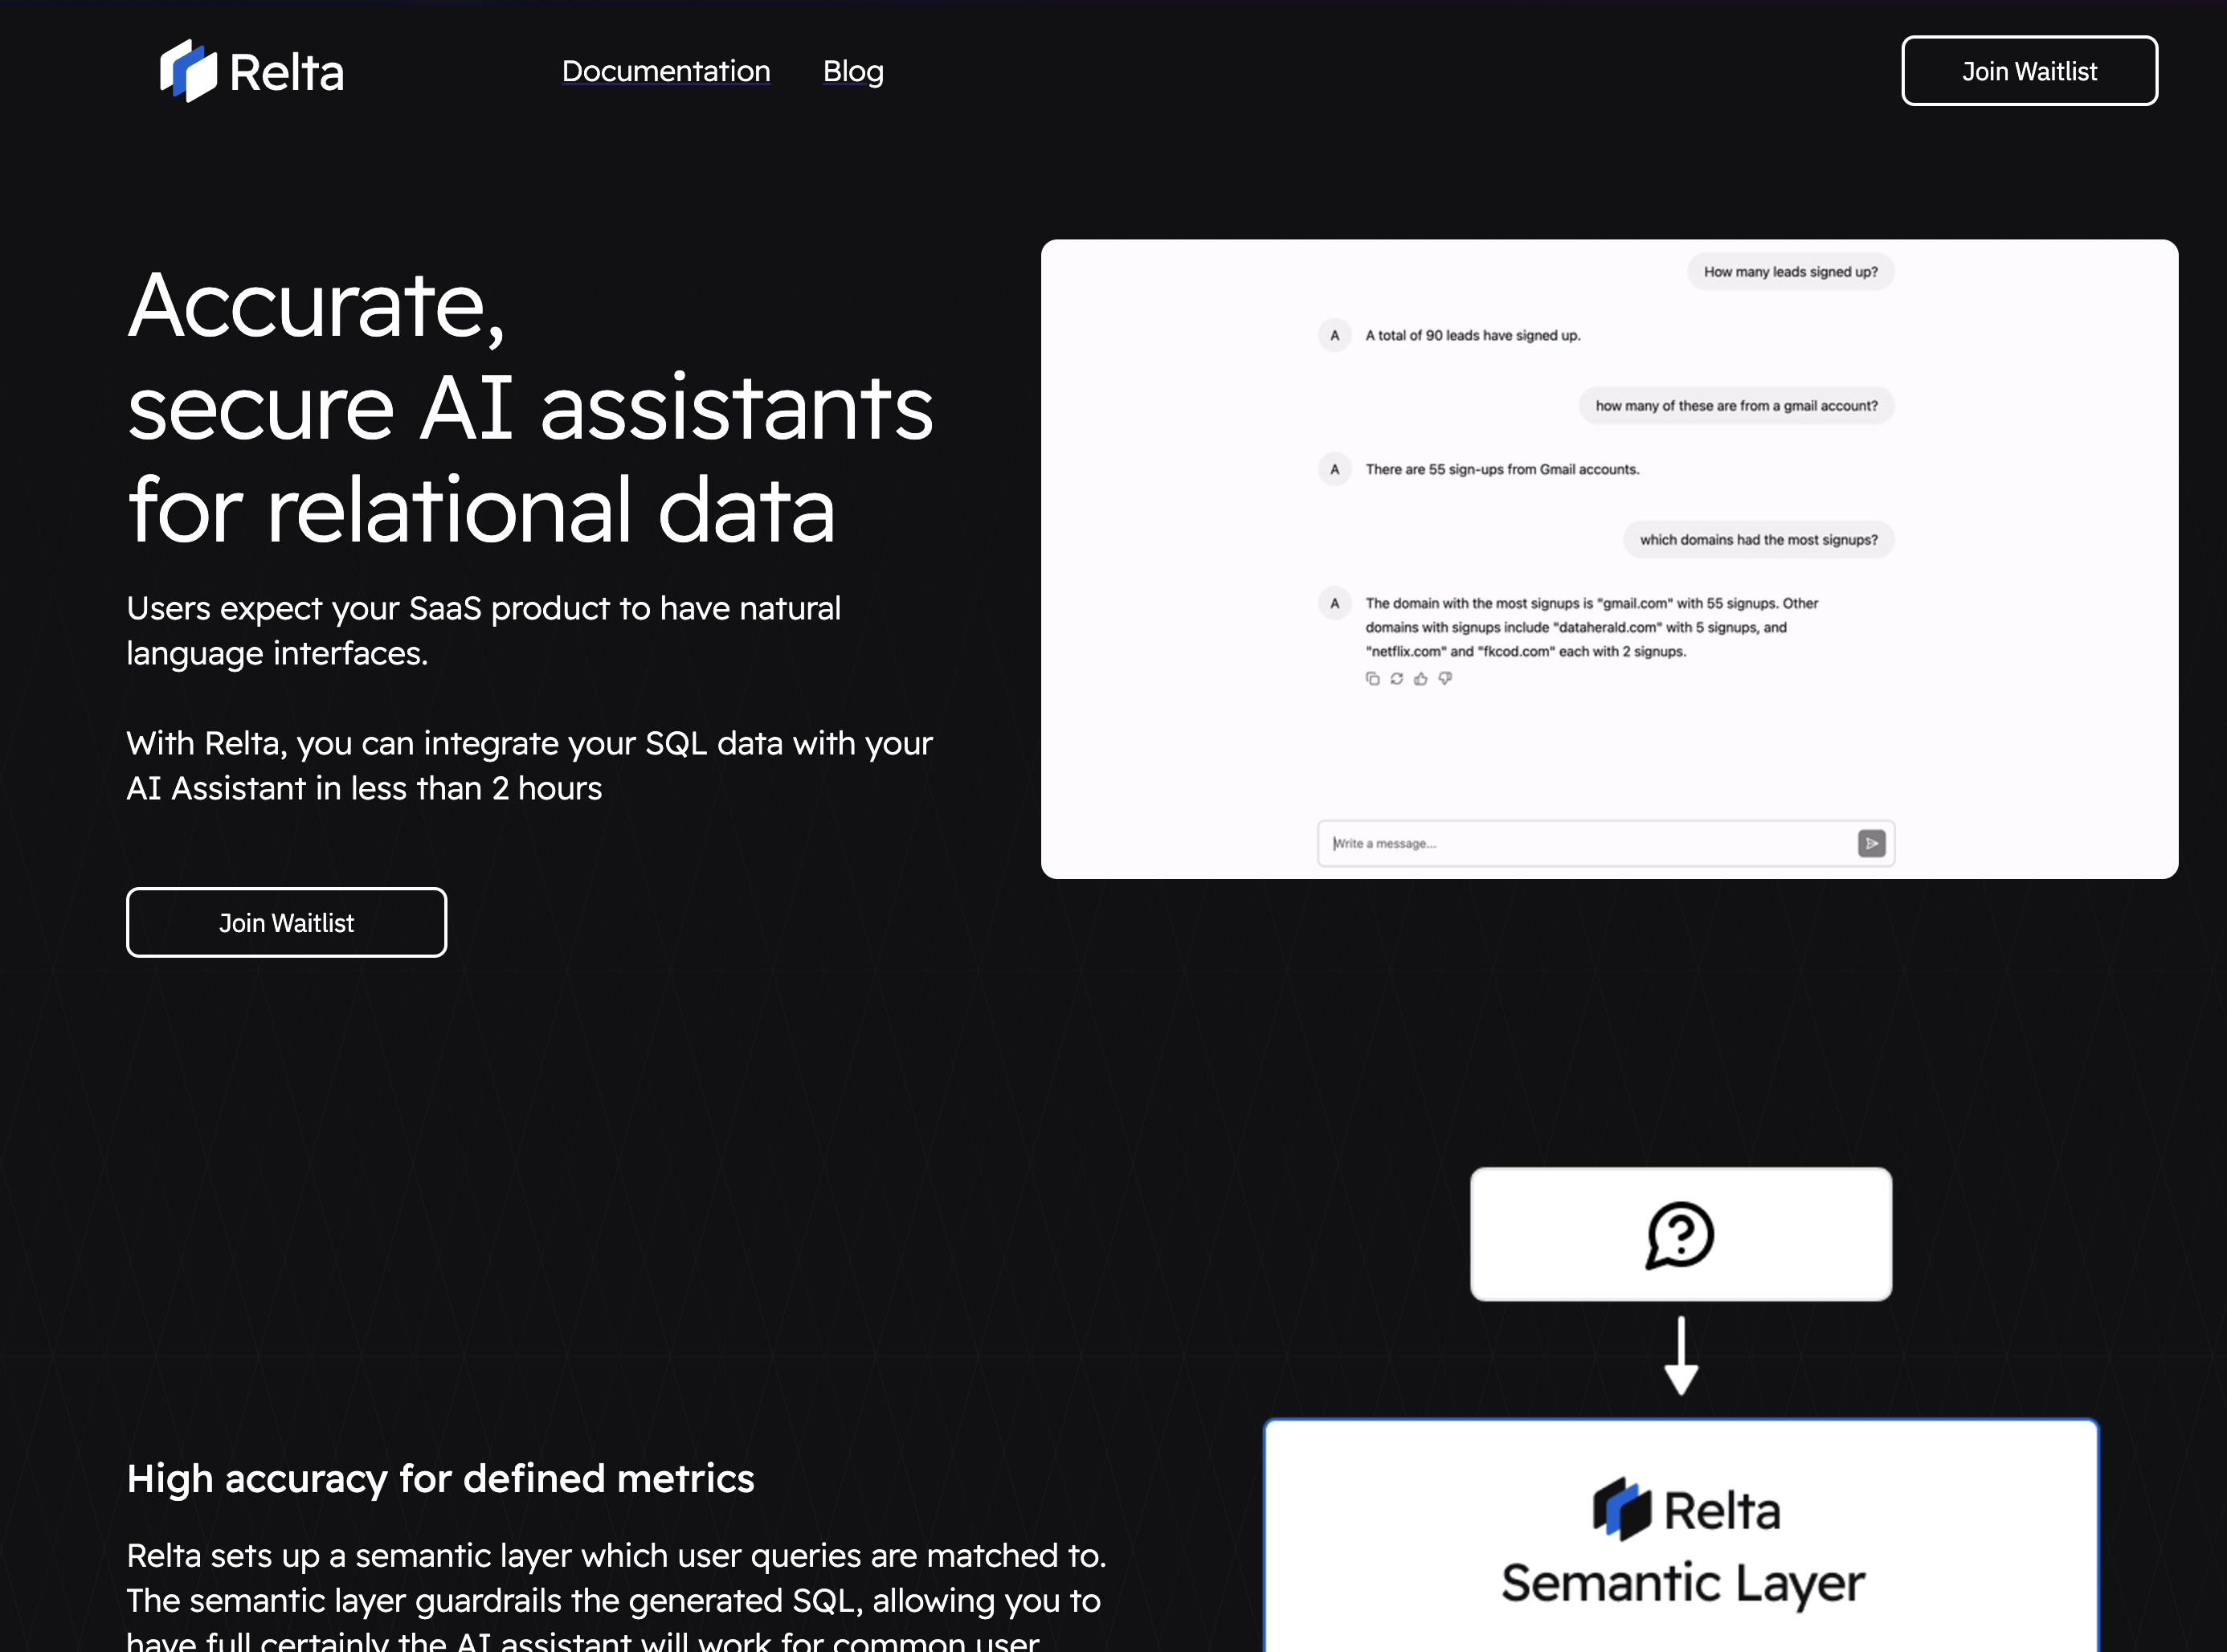 Relta
Documentation
Blog
Join Waitlist
Accurate,
secure AI assistants
for relational data
Users expect your SaaS product to have natural
language interfaces.
With Relta, you can integrate your SQL data with your
AI Assistant in less than 2 hours
Join Waitlist
How many leads signed up?
A
A total of 90 leads have signed up.
how many of these are from a gmail account?
A
There are 55 sign-ups from Gmail accounts.
which domains had the most signups?
A
The domain with the most signups is "gmail.com" with 55 signups. Other
domains with signups include "dataherald.com" with 5 signups, and
"netflix.com" and "fkcod.com" each with 2 signups.
Write a message...
?
High accuracy for defined metrics
Relta sets up a semantic layer which user queries are matched to.
The semantic layer guardrails the generated SQL, allowing you to
have full certainly the AI assistant will work for common user
Relta
Semantic Layer